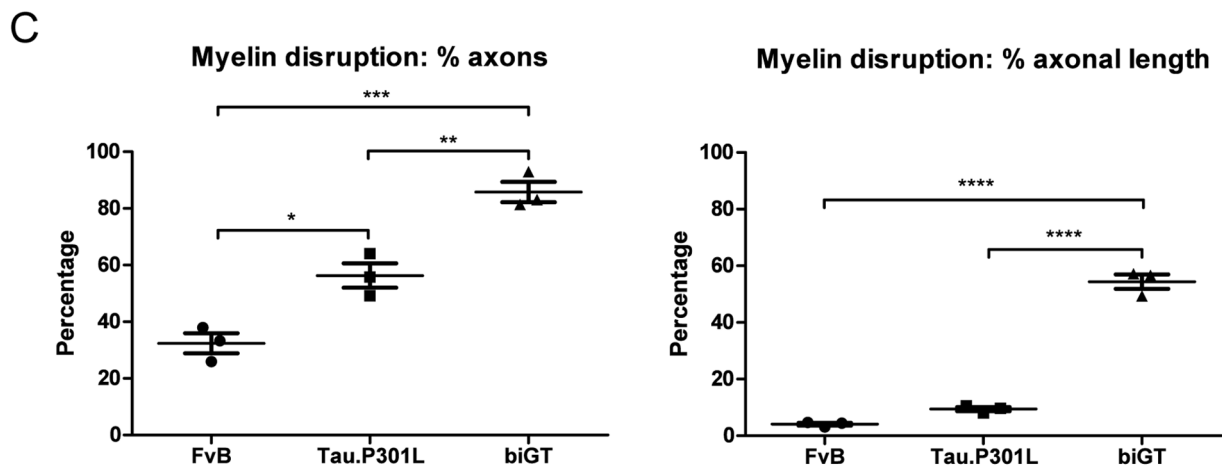 C
Myelin disruption: % axons
***
**
*
Percentage
100
80
60
40
20
0
FvB Tau.P301L biGT
Myelin disruption: % axonal length
****
****
Percentage
100
80
60
40
20
0
FvB Tau.P301L biGT